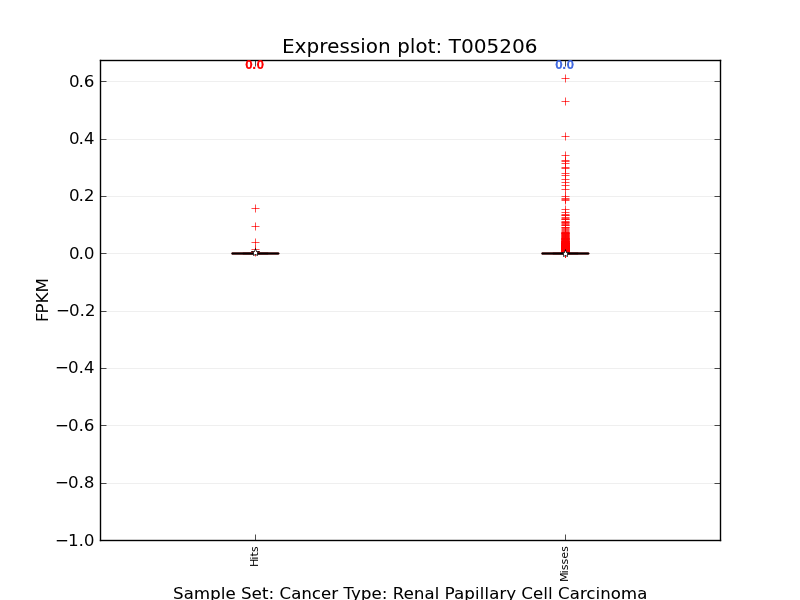 Expression plot: T005206
0.0
0.0
0.6
0.4
0.2
0.0
−0.2
−0.4
−0.6
−0.8
−1.0
FPKM
Hits
Misses
Sample Set: Cancer Type: Renal Papillary Cell Carcinoma